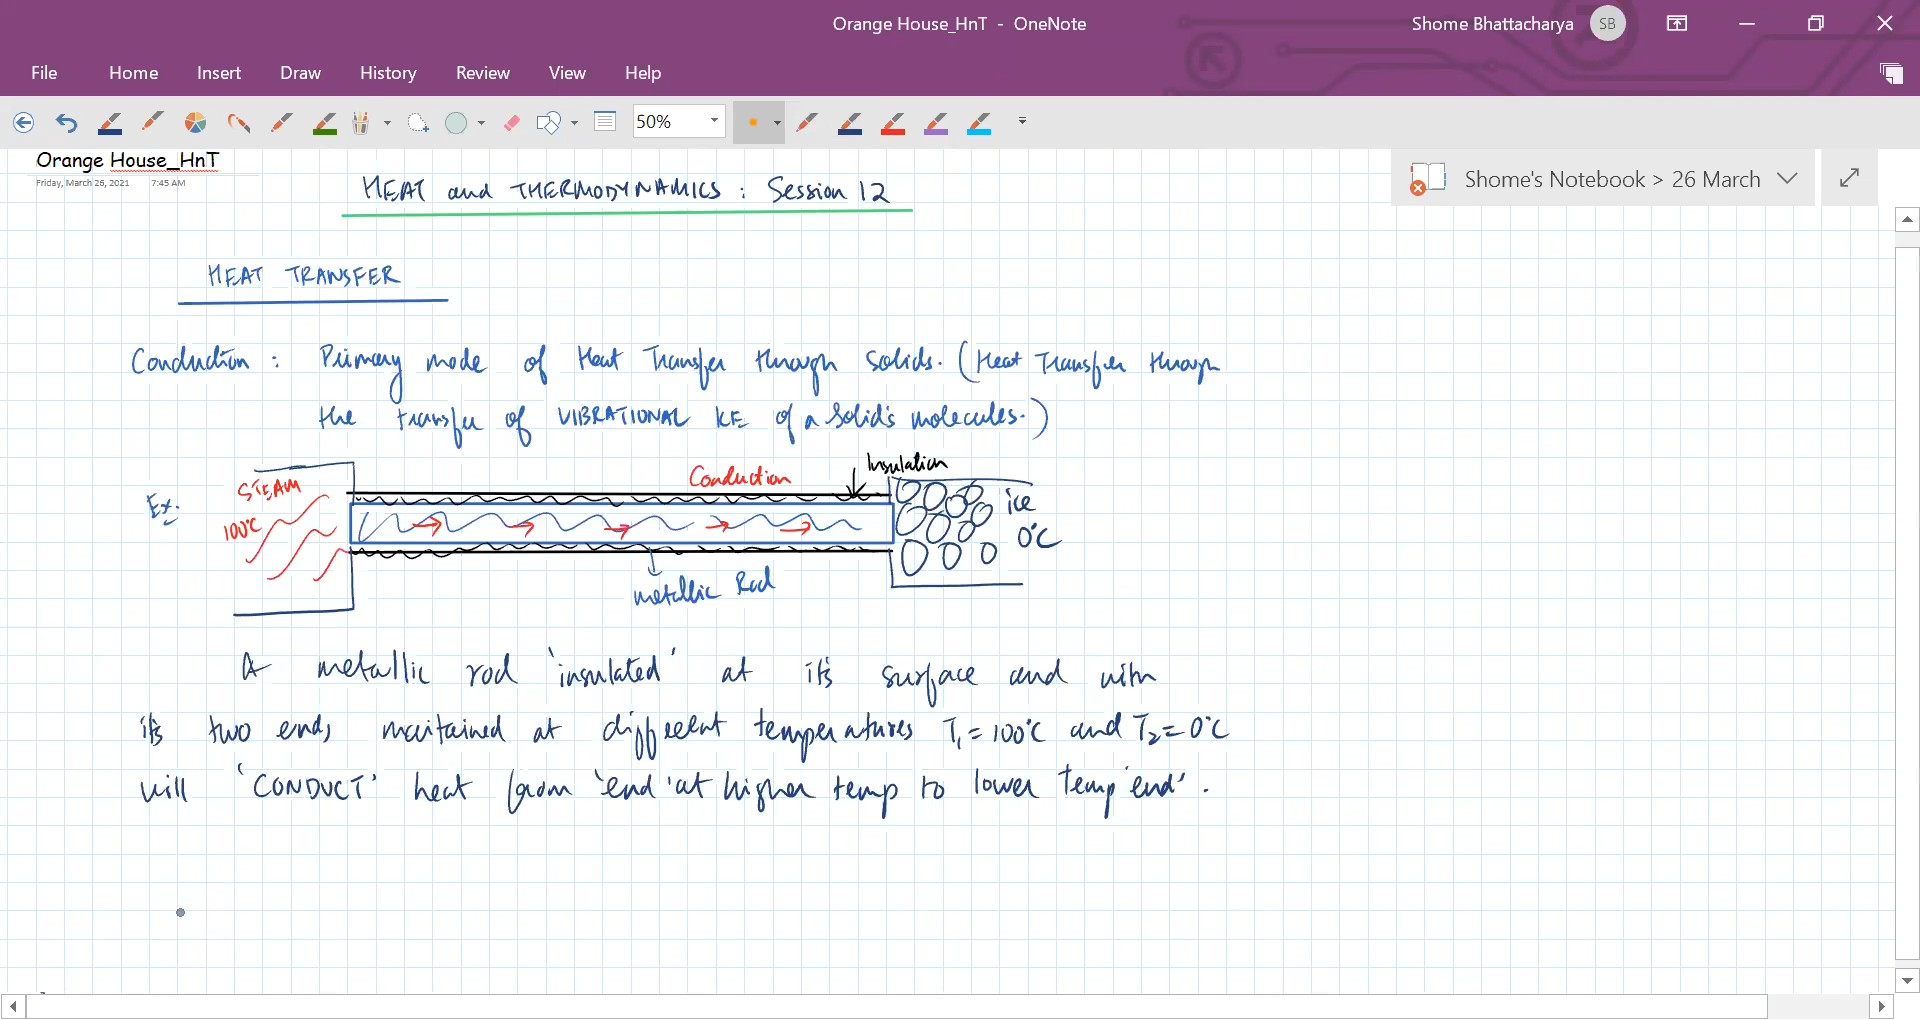 Orange House_HnT - OneNote
Shome Bhattacharya SB
File Home Insert Draw History Review View Help
50%
Orange House_HnT
Friday, March 26, 2021 7:45 AM
Shome's Notebook > 26 March
HEAT and THERMODYNAMICS : Session 12
HEAT TRANSFER
Conduction : Primary mode of Heat Transfer through solids. (Heat Transfer through
the transfer of VIBRATIONAL KE of a solid's molecules.)
Ex.
STEAM
100°C
Conduction
Insulation
ice
0°C
metallic Rod
A metallic rod 'insulated' at it's surface and with
it's two ends maitained at different temperatures T₁ = 100°C and T₂ = 0°C
will 'CONDUCT' heat from 'end' at higher temp to lower temp 'end'.